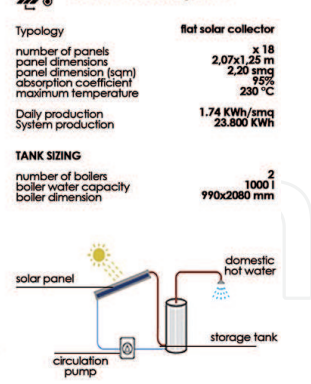 Typology flat solar collector
number of panels x 18
panel dimensions 2,07x1,25 m
panel dimension (sqm) 2,20 smq
absorption coefficient 95%
maximum temperature 230 °C
Daily production 1.74 KWh/smq
System production 23.800 KWh
TANK SIZING
number of boilers 2
boiler water capacity 1000 l
boiler dimension 990x2080 mm
domestic
hot water
solar panel
storage tank
circulation
pump